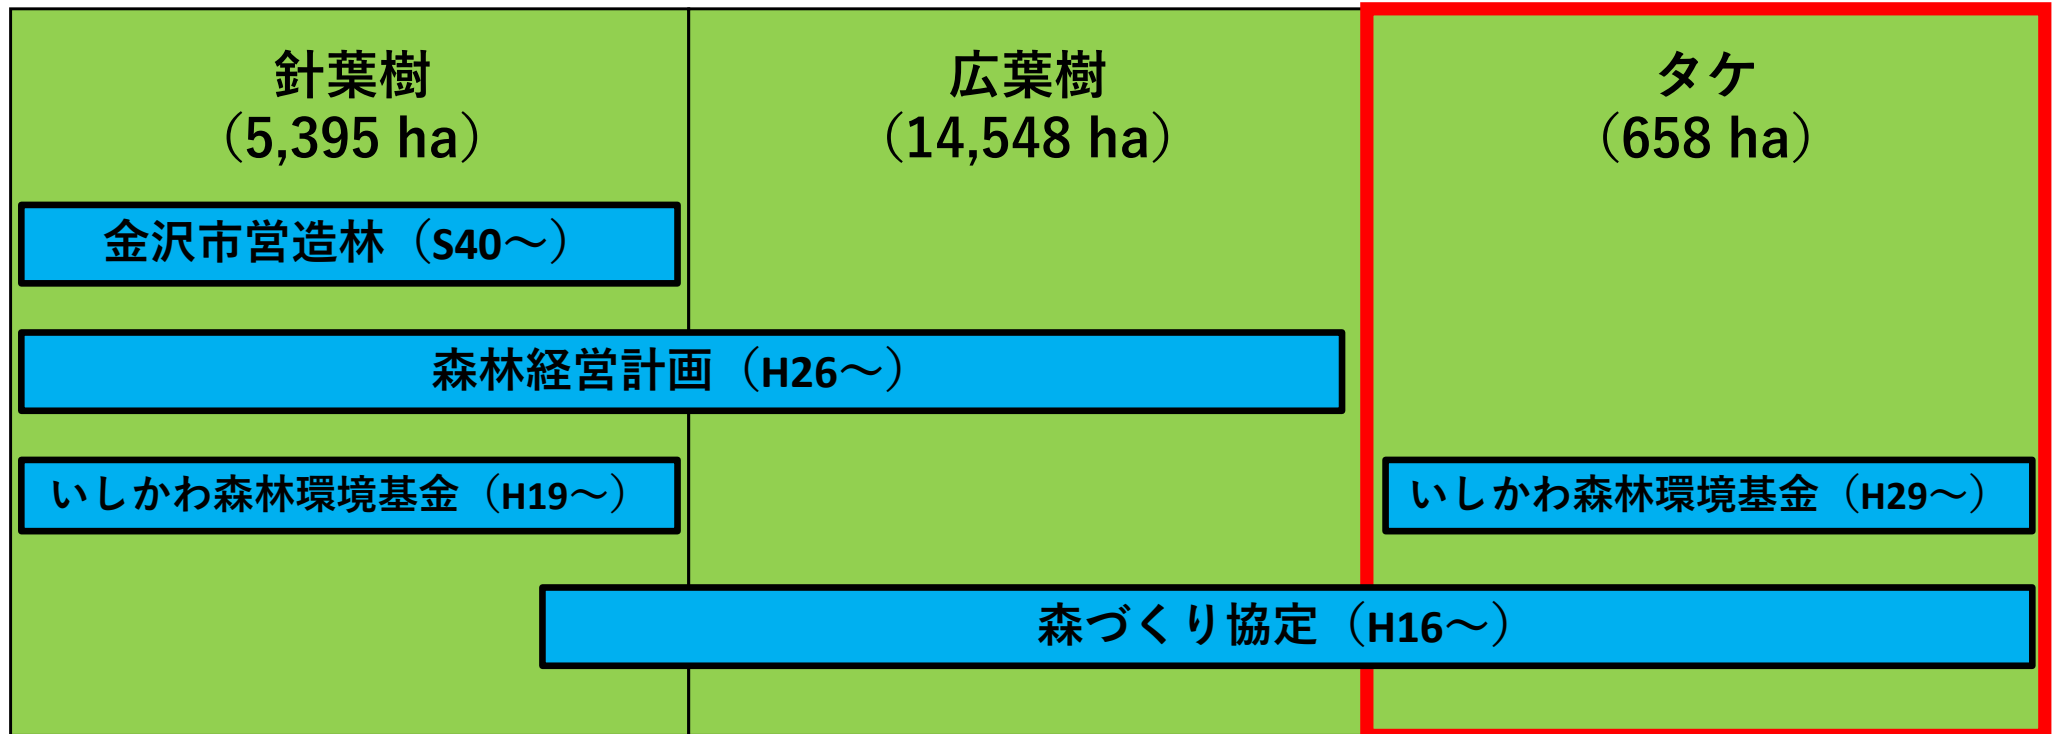 針葉樹
（5,395 ha）
広葉樹
（14,548 ha）
タケ
（658 ha）
金沢市営造林（S40～）
森林経営計画（H26～）
いしかわ森林環境基金（H19～）
いしかわ森林環境基金（H29～）
森づくり協定（H16～）